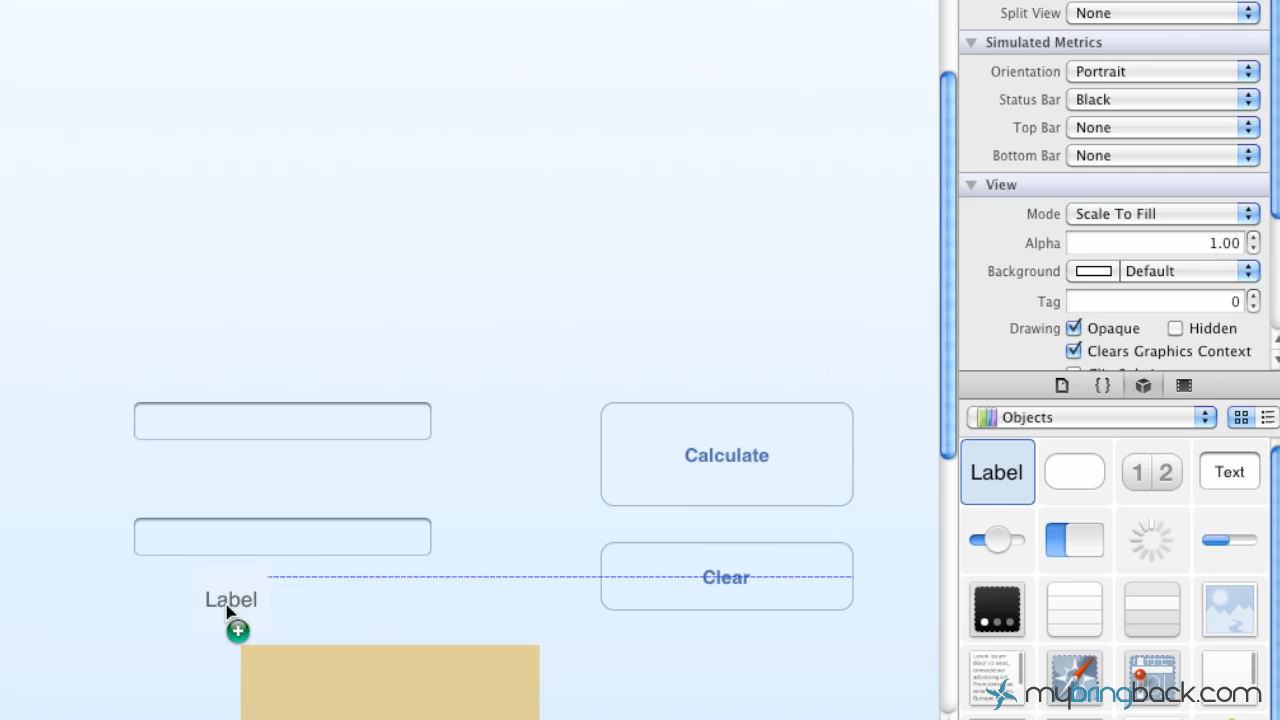 Split View None
Simulated Metrics
Orientation Portrait
Status Bar Black
Top Bar None
Bottom Bar None
View
Mode Scale To Fill
Alpha 1.00
Background Default
Tag 0
Drawing Opaque Hidden
Clears Graphics Context
{ }
Objects
Calculate
Label 1 2 Text
Clear
Label
mybringback.com